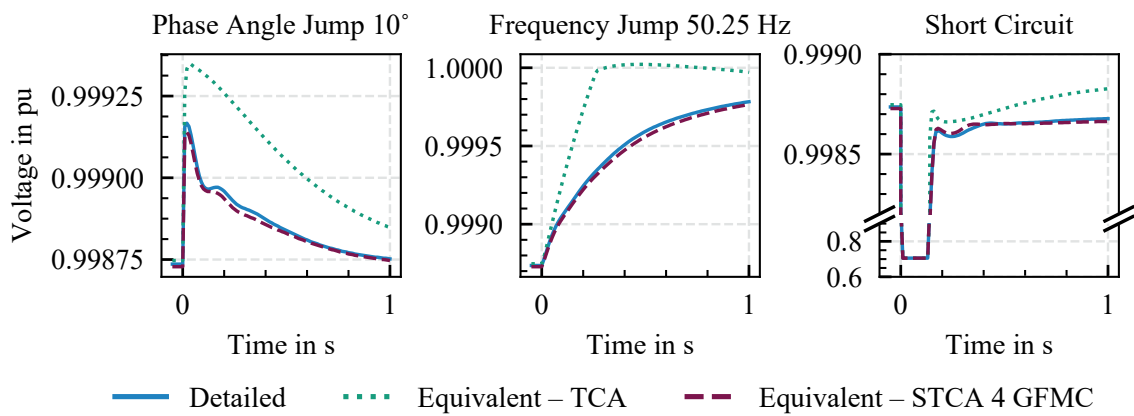 Phase Angle Jump 10° Frequency Jump 50.25 Hz Short Circuit
Voltage in pu
0.99925
0.99900
0.99875
0 1
Time in s
1.0000
0.9995
0.9990
0 1
Time in s
0.9990
0.9985
0.8
0.6
0 1
Time in s
Detailed Equivalent – TCA Equivalent – STCA 4 GFMC